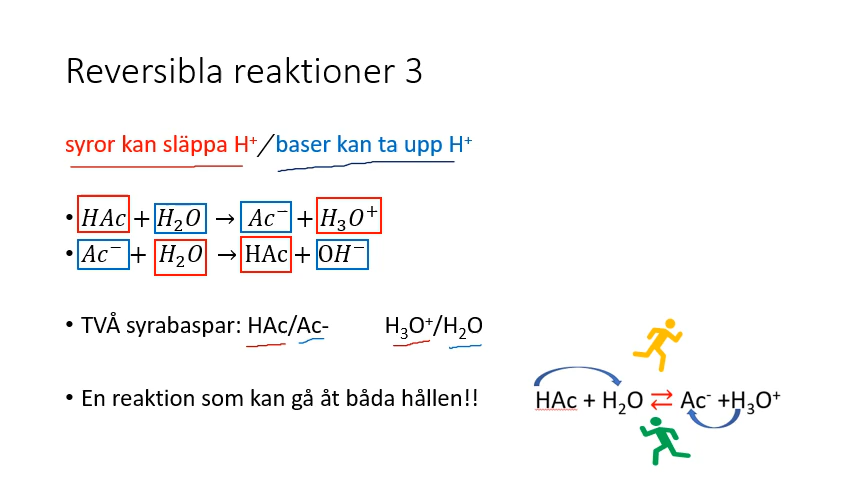 Reversibla reaktioner 3
syror kan släppa H⁺/baser kan ta upp H⁺
• HAc + H₂O → Ac⁻ + H₃O⁺
• Ac⁻ + H₂O → HAc + OH⁻
• TVÅ syrabaspar: HAc/Ac- H₃O⁺/H₂O
• En reaktion som kan gå åt båda hållen!!
HAc + H₂O ⇄ Ac⁻ +H₃O⁺